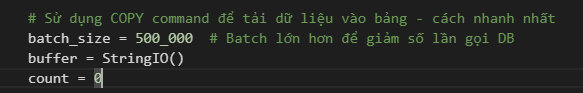 # Sử dụng COPY command để tải dữ liệu vào bảng - cách nhanh nhất
batch_size = 500_000  # Batch lớn hơn để giảm số lần gọi DB
buffer = StringIO()
count = 0